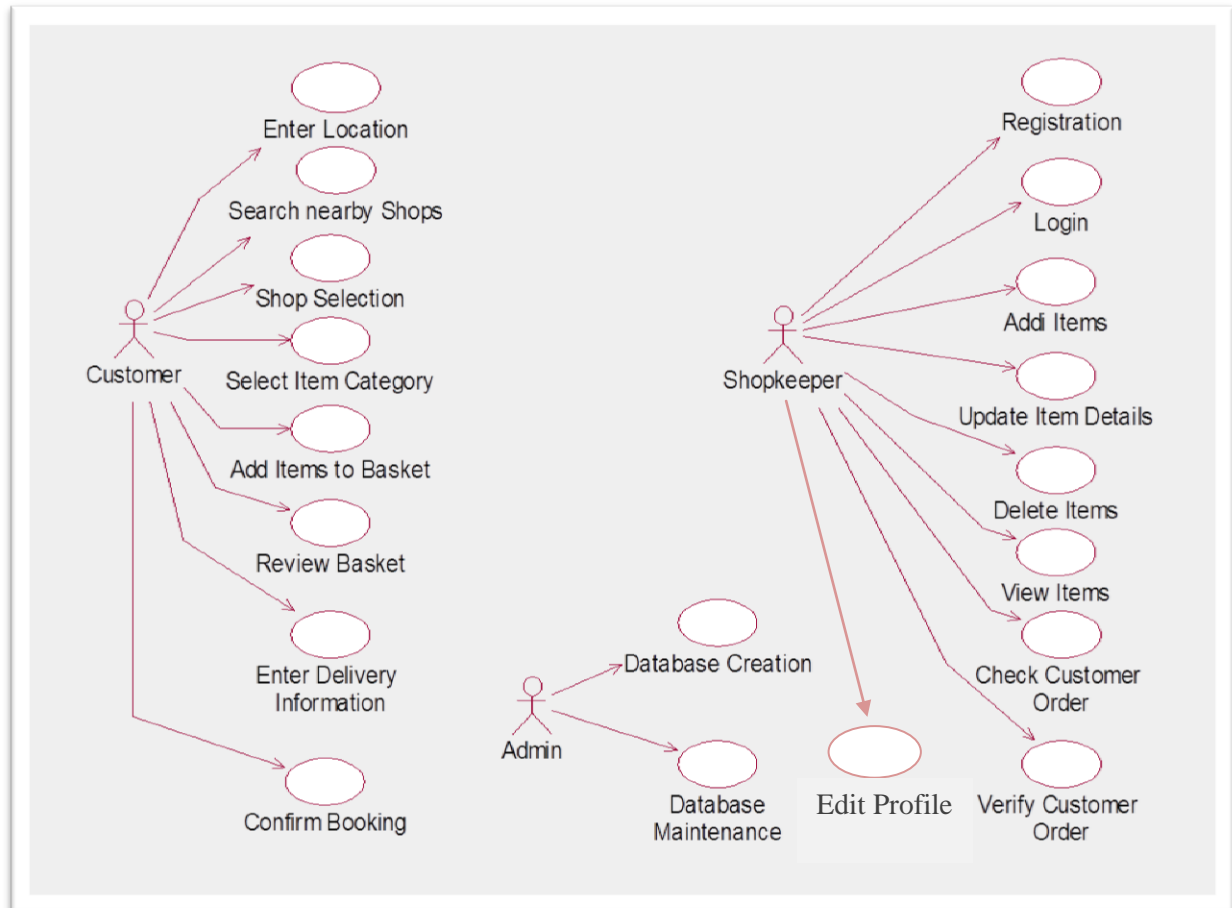 Enter Location
Search nearby Shops
Shop Selection
Customer
Select Item Category
Add Items to Basket
Review Basket
Enter Delivery
Information
Confirm Booking
Database Creation
Admin
Database
Maintenance
Registration
Login
Addi Items
Shopkeeper
Update Item Details
Delete Items
View Items
Check Customer
Order
Edit Profile
Verify Customer
Order